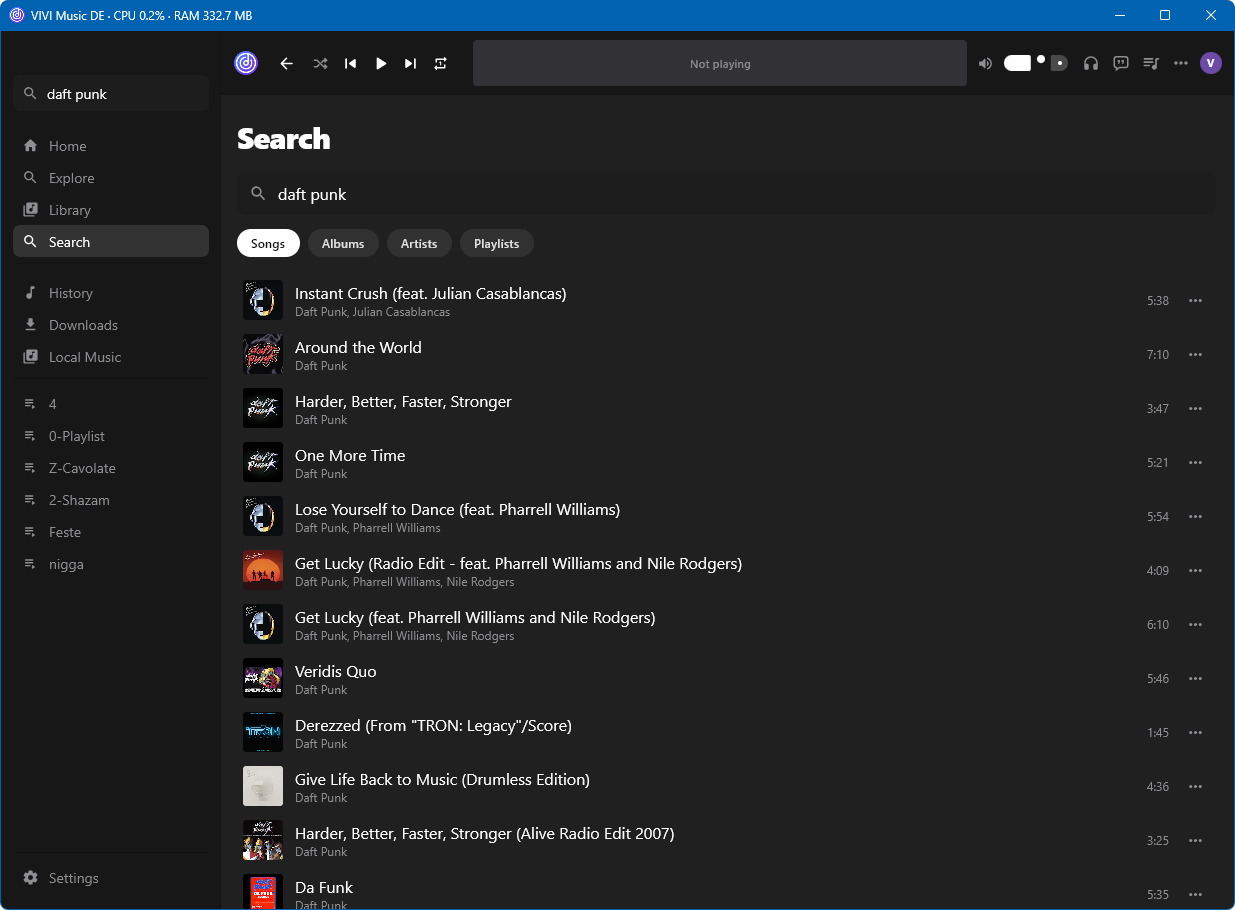 VIVI Music DE · CPU 0.2% · RAM 332.7 MB
Not playing
V
daft punk
Home
Explore
Library
Search
History
Downloads
Local Music
4
0-Playlist
Z-Cavolate
2-Shazam
Feste
nigga
Settings
Search
daft punk
Songs
Albums
Artists
Playlists
Instant Crush (feat. Julian Casablancas)
Daft Punk, Julian Casablancas
5:38
Around the World
Daft Punk
7:10
Harder, Better, Faster, Stronger
Daft Punk
3:47
One More Time
Daft Punk
5:21
Lose Yourself to Dance (feat. Pharrell Williams)
Daft Punk, Pharrell Williams
5:54
Get Lucky (Radio Edit - feat. Pharrell Williams and Nile Rodgers)
Daft Punk, Pharrell Williams, Nile Rodgers
4:09
Get Lucky (feat. Pharrell Williams and Nile Rodgers)
Daft Punk, Pharrell Williams, Nile Rodgers
6:10
Veridis Quo
Daft Punk
5:46
Derezzed (From "TRON: Legacy"/Score)
Daft Punk
1:45
Give Life Back to Music (Drumless Edition)
Daft Punk
4:36
Harder, Better, Faster, Stronger (Alive Radio Edit 2007)
Daft Punk
3:25
Da Funk
Daft Punk
5:35